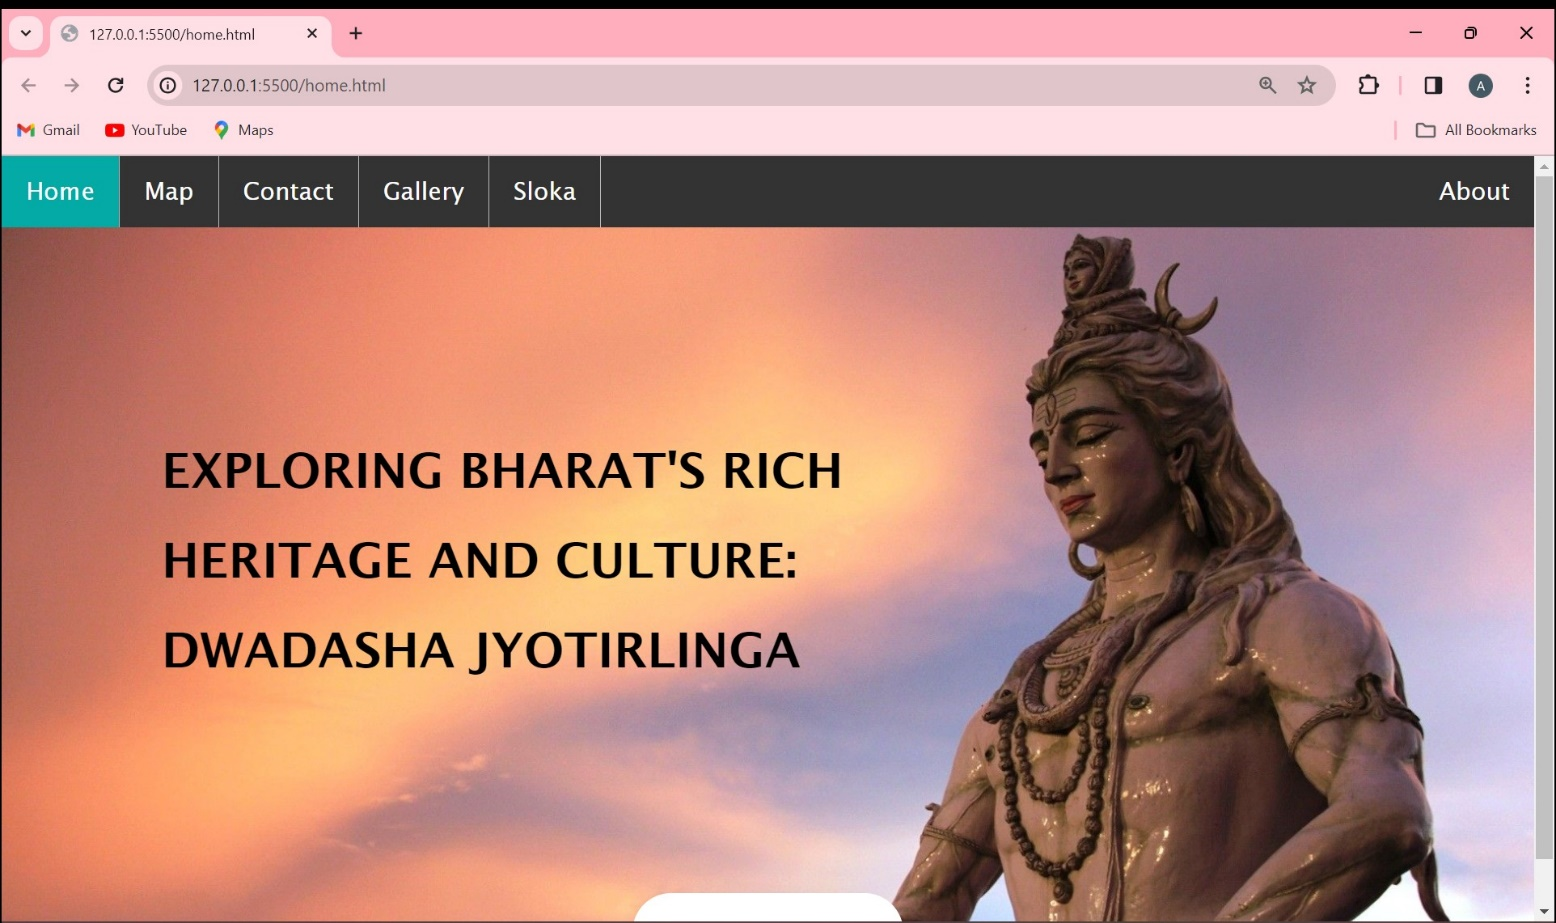 127.0.0.1:5500/home.html
127.0.0.1:5500/home.html
A
Gmail YouTube Maps All Bookmarks
Home Map Contact Gallery Sloka About
EXPLORING BHARAT'S RICH
HERITAGE AND CULTURE:
DWADASHA JYOTIRLINGA